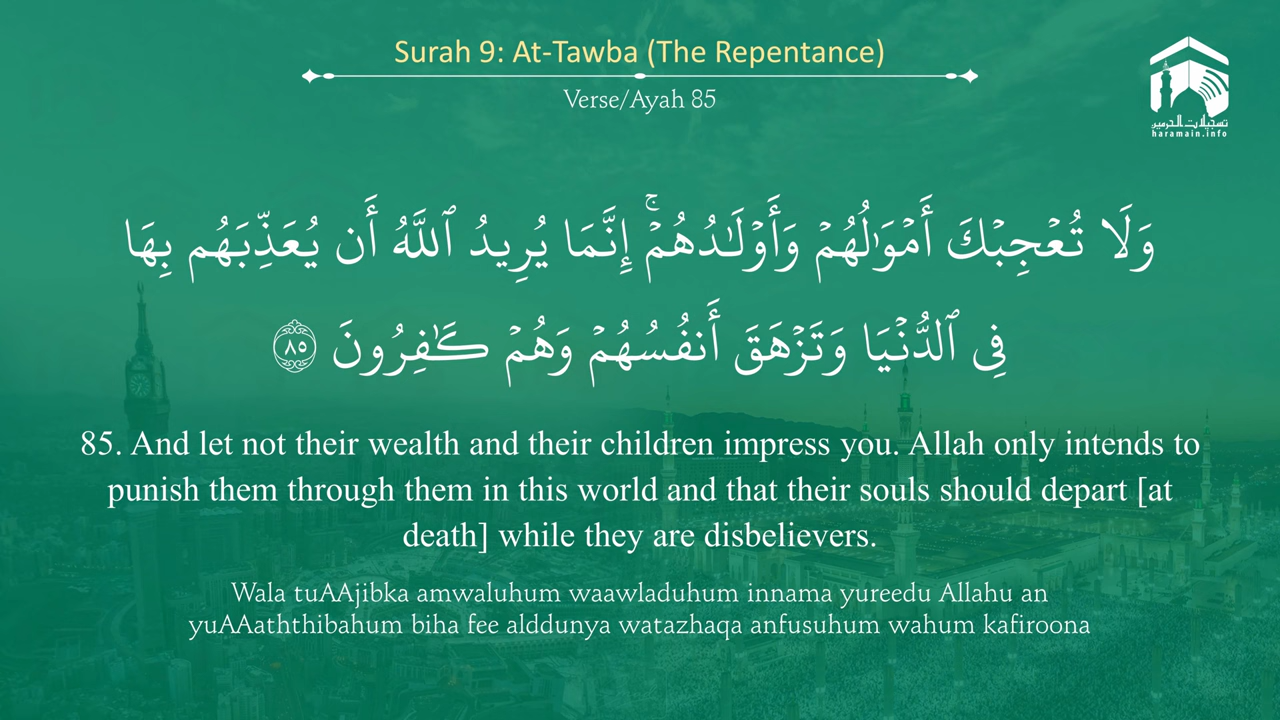 Surah 9: At-Tawba (The Repentance)
Verse/Ayah 85
تسجيلات الحرمين
haramain.info
وَلَا تُعْجِبْكَ أَمْوَٰلُهُمْ وَأَوْلَـٰدُهُمْ ۚ إِنَّمَا يُرِيدُ ٱللَّهُ أَن يُعَذِّبَهُم بِهَا
فِى ٱلدُّنْيَا وَتَزْهَقَ أَنفُسُهُمْ وَهُمْ كَـٰفِرُونَ ٨٥
85. And let not their wealth and their children impress you. Allah only intends to
punish them through them in this world and that their souls should depart [at
death] while they are disbelievers.
Wala tuAAjibka amwaluhum waawladuhum innama yureedu Allahu an
yuAAaththibahum biha fee alddunya watazhaqa anfusuhum wahum kafiroona